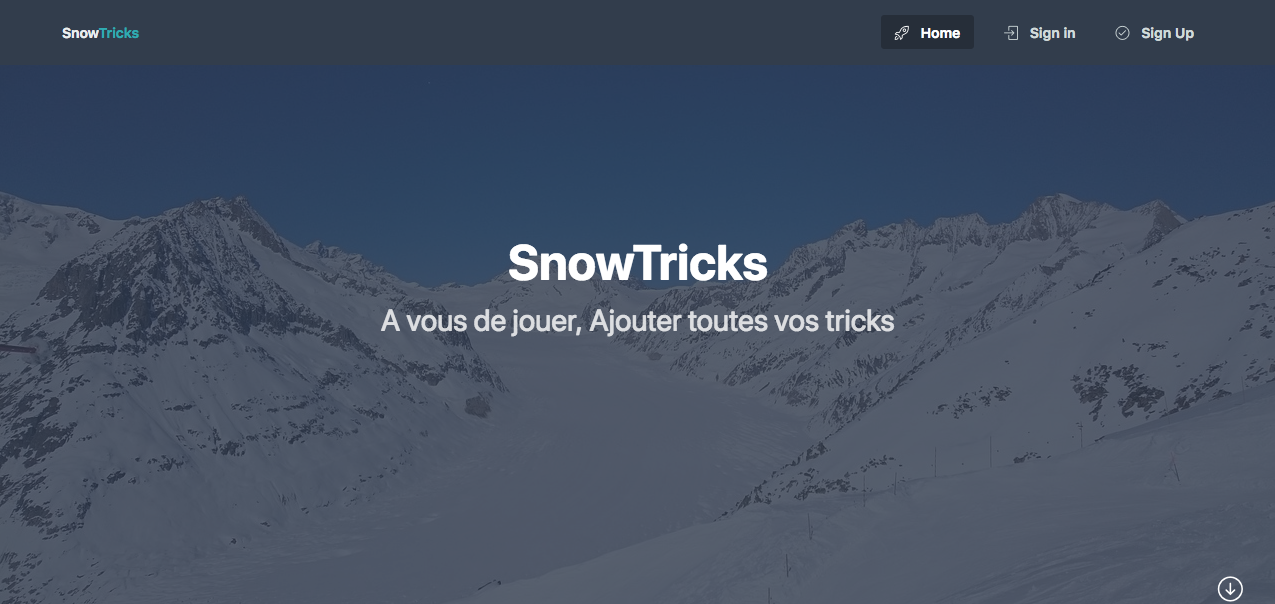 SnowTricks
Home
Sign in
Sign Up
SnowTricks
A vous de jouer, Ajouter toutes vos tricks